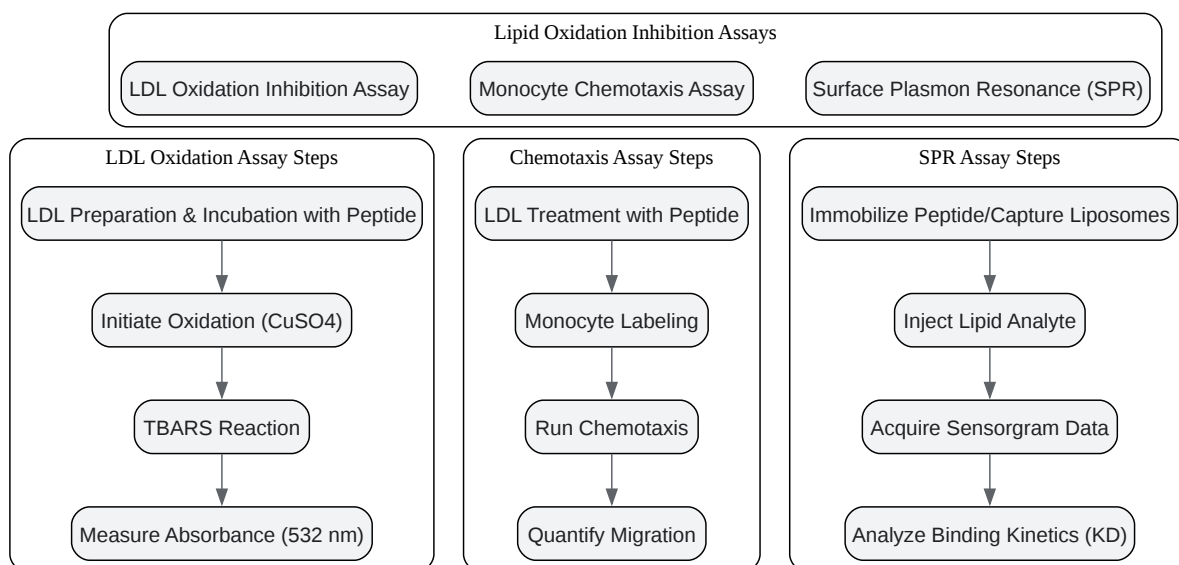 Lipid Oxidation Inhibition Assays
LDL Oxidation Inhibition Assay
Monocyte Chemotaxis Assay
Surface Plasmon Resonance (SPR)
LDL Oxidation Assay Steps
LDL Preparation & Incubation with Peptide
Initiate Oxidation (CuSO4)
TBARS Reaction
Measure Absorbance (532 nm)
Chemotaxis Assay Steps
LDL Treatment with Peptide
Monocyte Labeling
Run Chemotaxis
Quantify Migration
SPR Assay Steps
Immobilize Peptide/Capture Liposomes
Inject Lipid Analyte
Acquire Sensorgram Data
Analyze Binding Kinetics (KD)